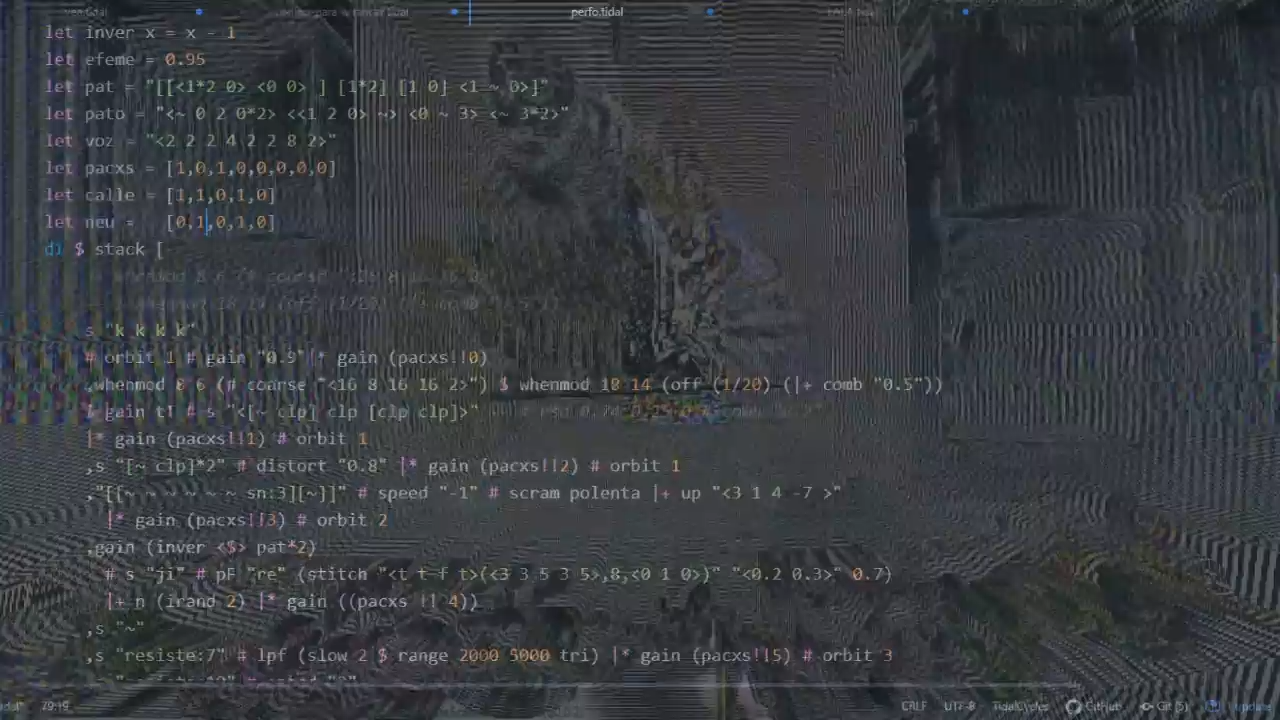 perfo.tidal
let inver x = x - 1
let efeme = 0.95
let pat = "[[<1*2 0> <0 0> ] [1*2] [1 0] <1 ~ 0>]"
let pato = "<~ 0 2 0*2> <<1 2 0> ~> <0 ~ 3> <~ 3*2>"
let voz = "<2 2 2 4 2 2 8 2>"
let pacxs = [1,0,1,0,0,0,0,0]
let calle = [1,1,0,1,0]
let neu = [0,1,0,1,0]
d1 $ stack [
s "k k k k"
# orbit 1 # gain "0.9"|* gain (pacxs!!0)
,whenmod 8 6 (# coarse "<16 8 16 16 2>") $ whenmod 18 14 (off (1/20) (|+ comb "0.5"))
$ gain t1 # s "<[~ clp] clp [clp clp]>"
|* gain (pacxs!!1) # orbit 1
,s "[~ clp]*2" # distort "0.8" |* gain (pacxs!!2) # orbit 1
,"[[~ ~ ~ ~ ~ ~ sn:3][~]]" # speed "-1" # scram polenta |+ up "<3 1 4 -7 >"
|* gain (pacxs!!3) # orbit 2
,gain (inver <$> pat*2)
# s "ji" # pF "re" (stitch "<t t f t>(<3 3 5 3 5>,8,<0 1 0>)" "<0.2 0.3>" 0.7)
|+ n (irand 2) |* gain ((pacxs !! 4))
,s "~"
,s "resiste:7" # lpf (slow 2 $ range 2000 5000 tri) |* gain (pacxs!!5) # orbit 3
79:19 CRLF UTF-8 TidalCycles GitHub Git (5) 1 update